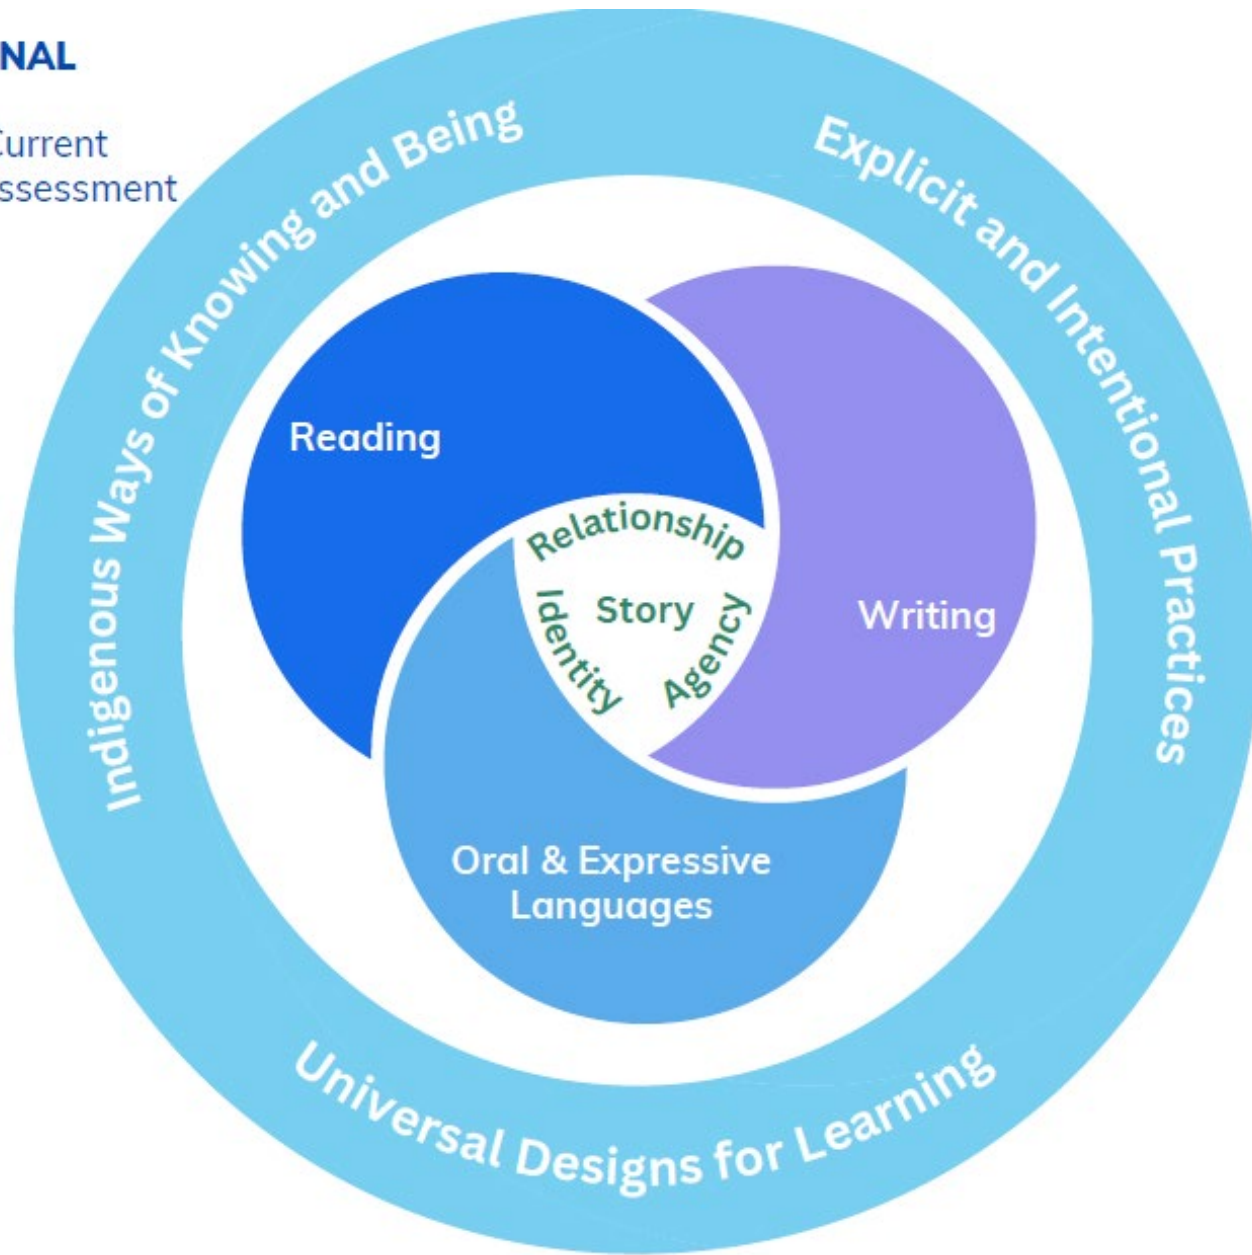 NAL
Current
ssessment
Indigenous Ways of Knowing and Being
Explicit and Intentional Practices
Reading
Relationship
Story
Identity
Agency
Writing
Oral & Expressive
Languages
Universal Designs for Learning